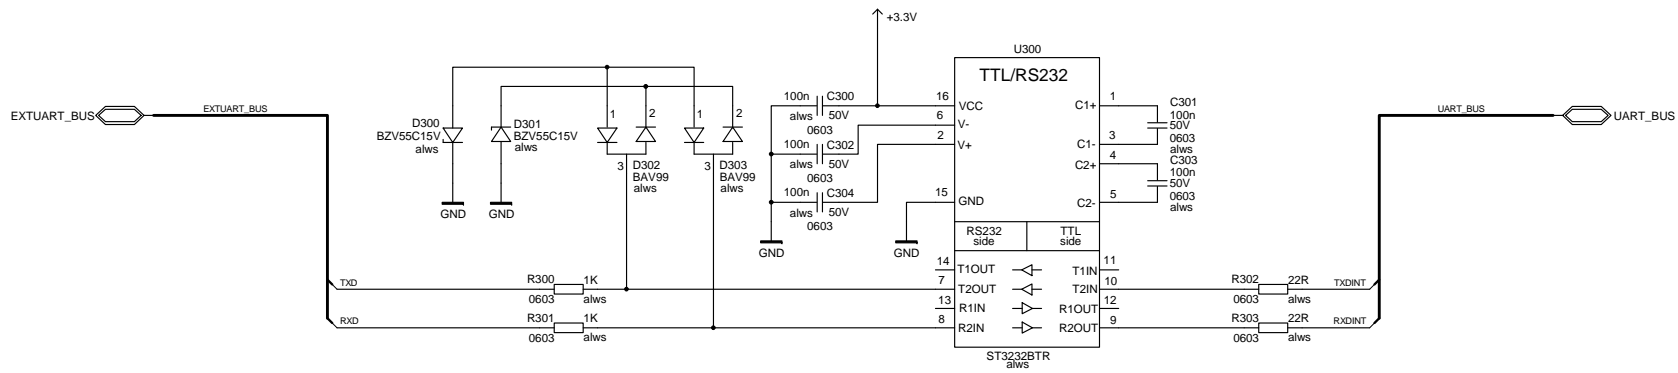 +3.3V
U300
TTL/RS232
EXTUART_BUS
EXTUART_BUS
D300
BZV55C15V
alws
D301
BZV55C15V
alws
1
2
1
2
3
D302
BAV99
alws
3
D303
BAV99
alws
GND
GND
100n
C300
alws
50V
0603
100n
C302
alws
50V
0603
100n
C304
alws
50V
0603
GND
GND
16
VCC
6
V-
2
V+
15
GND
C1+
1
C1-
3
C2+
4
C2-
5
C301
100n
50V
0603
alws
C303
100n
50V
0603
alws
UART_BUS
UART_BUS
RS232
side
TTL
side
14
T1OUT
T1IN
11
7
T2OUT
T2IN
10
13
R1IN
R1OUT
12
8
R2IN
R2OUT
9
ST3232BTR
alws
TXD
R300
1K
0603
alws
RXD
R301
1K
0603
alws
R302
22R
0603
alws
TXDINT
R303
22R
0603
alws
RXDINT